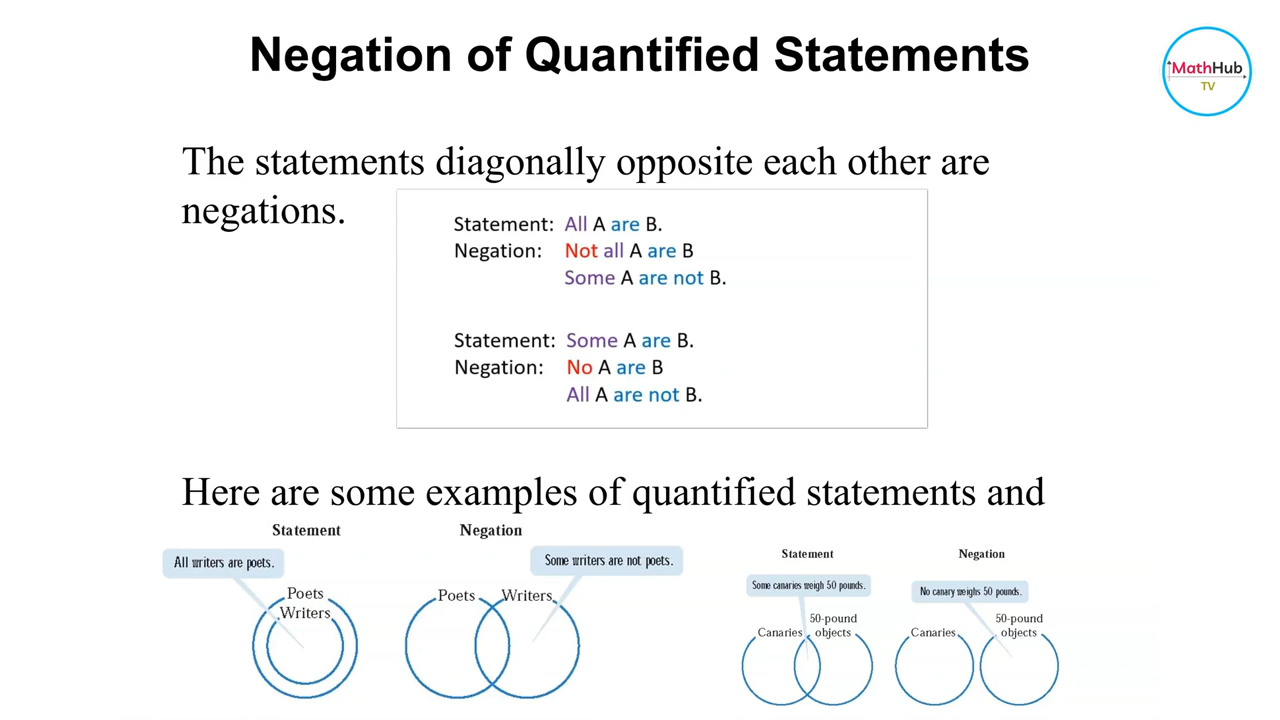 Negation of Quantified Statements
MathHub
TV
The statements diagonally opposite each other are
negations.
Statement: All A are B.
Negation: Not all A are B
Some A are not B.
Statement: Some A are B.
Negation: No A are B
All A are not B.
Here are some examples of quantified statements and
Statement Negation
All writers are poets.
Some writers are not poets.
Poets
Writers
Poets Writers
Statement Negation
Some canaries weigh 50 pounds.
No canary weighs 50 pounds.
Canaries
50-pound
objects
Canaries
50-pound
objects